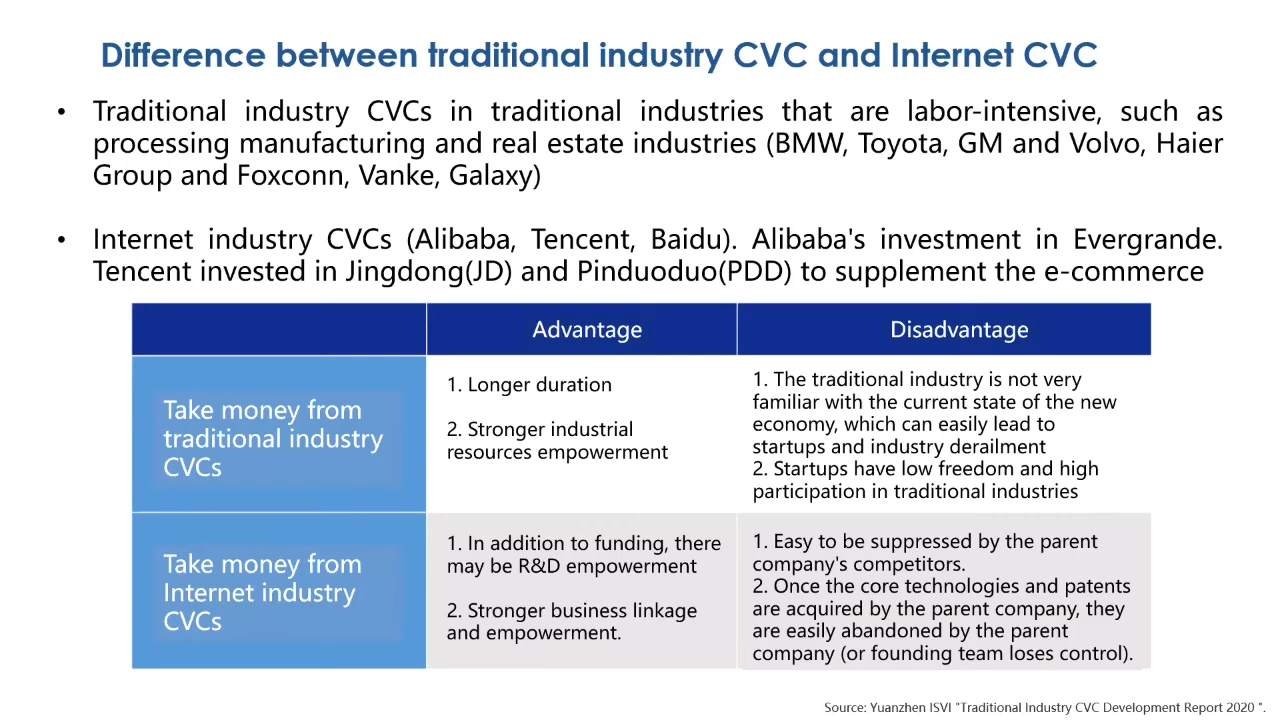 Difference between traditional industry CVC and Internet CVC
• Traditional industry CVCs in traditional industries that are labor-intensive, such as
processing manufacturing and real estate industries (BMW, Toyota, GM and Volvo, Haier
Group and Foxconn, Vanke, Galaxy)
• Internet industry CVCs (Alibaba, Tencent, Baidu). Alibaba's investment in Evergrande.
Tencent invested in Jingdong(JD) and Pinduoduo(PDD) to supplement the e-commerce
Advantage
Disadvantage
Take money from
traditional industry
CVCs
1. Longer duration
2. Stronger industrial
resources empowerment
1. The traditional industry is not very
familiar with the current state of the new
economy, which can easily lead to
startups and industry derailment
2. Startups have low freedom and high
participation in traditional industries
Take money from
Internet industry
CVCs
1. In addition to funding, there
may be R&D empowerment
2. Stronger business linkage
and empowerment.
1. Easy to be suppressed by the parent
company's competitors.
2. Once the core technologies and patents
are acquired by the parent company, they
are easily abandoned by the parent
company (or founding team loses control).
Source: Yuanzhen ISVI "Traditional Industry CVC Development Report 2020 ".